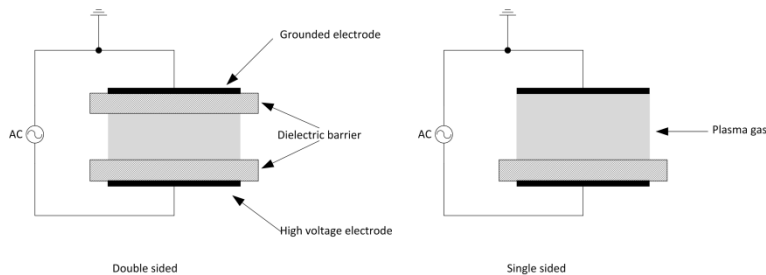 Grounded electrode
AC
Dielectric barrier
High voltage electrode
Double sided
AC
Plasma gas
Single sided